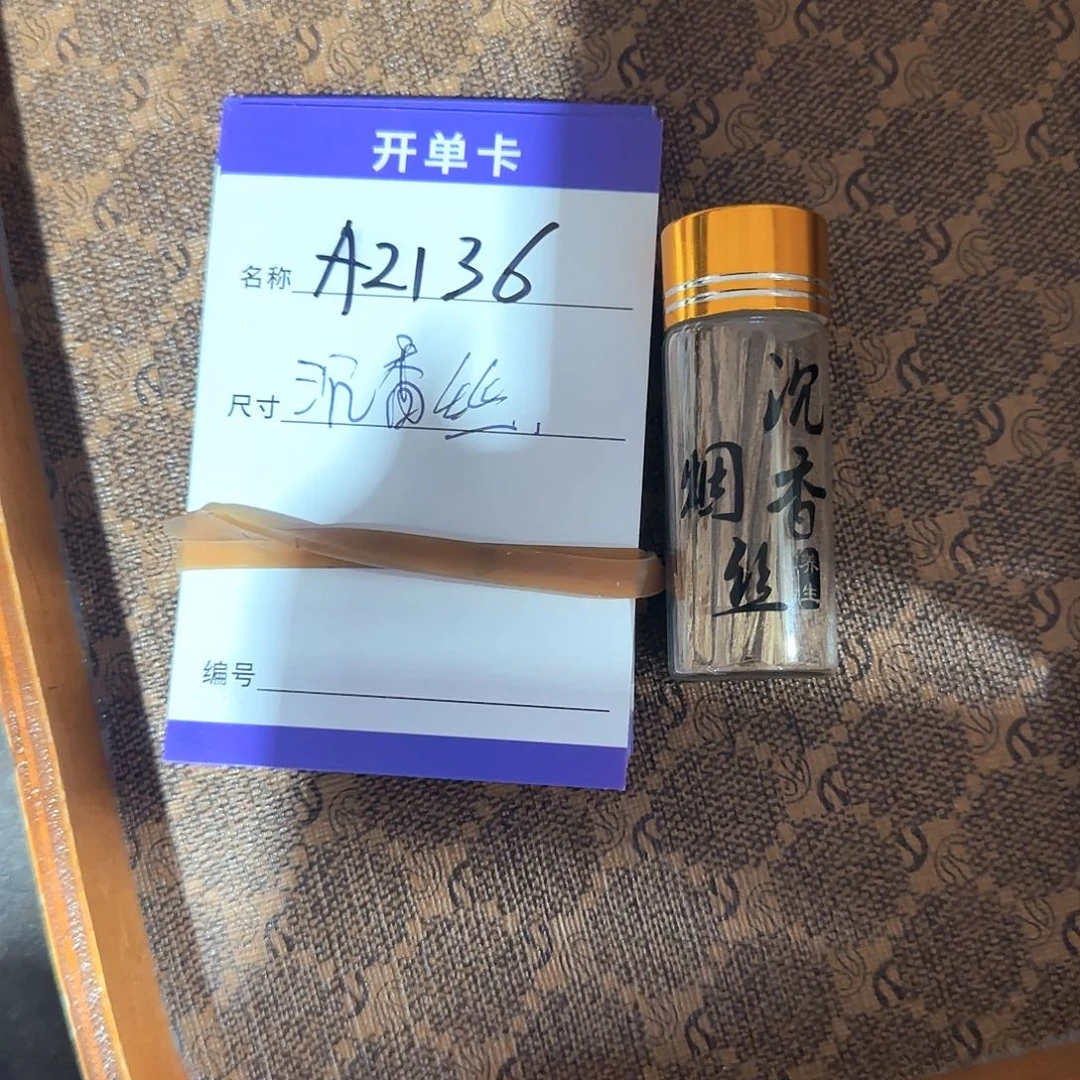 开单卡
名称 A2136
尺寸 沉香丝
编号
沉香
烟丝